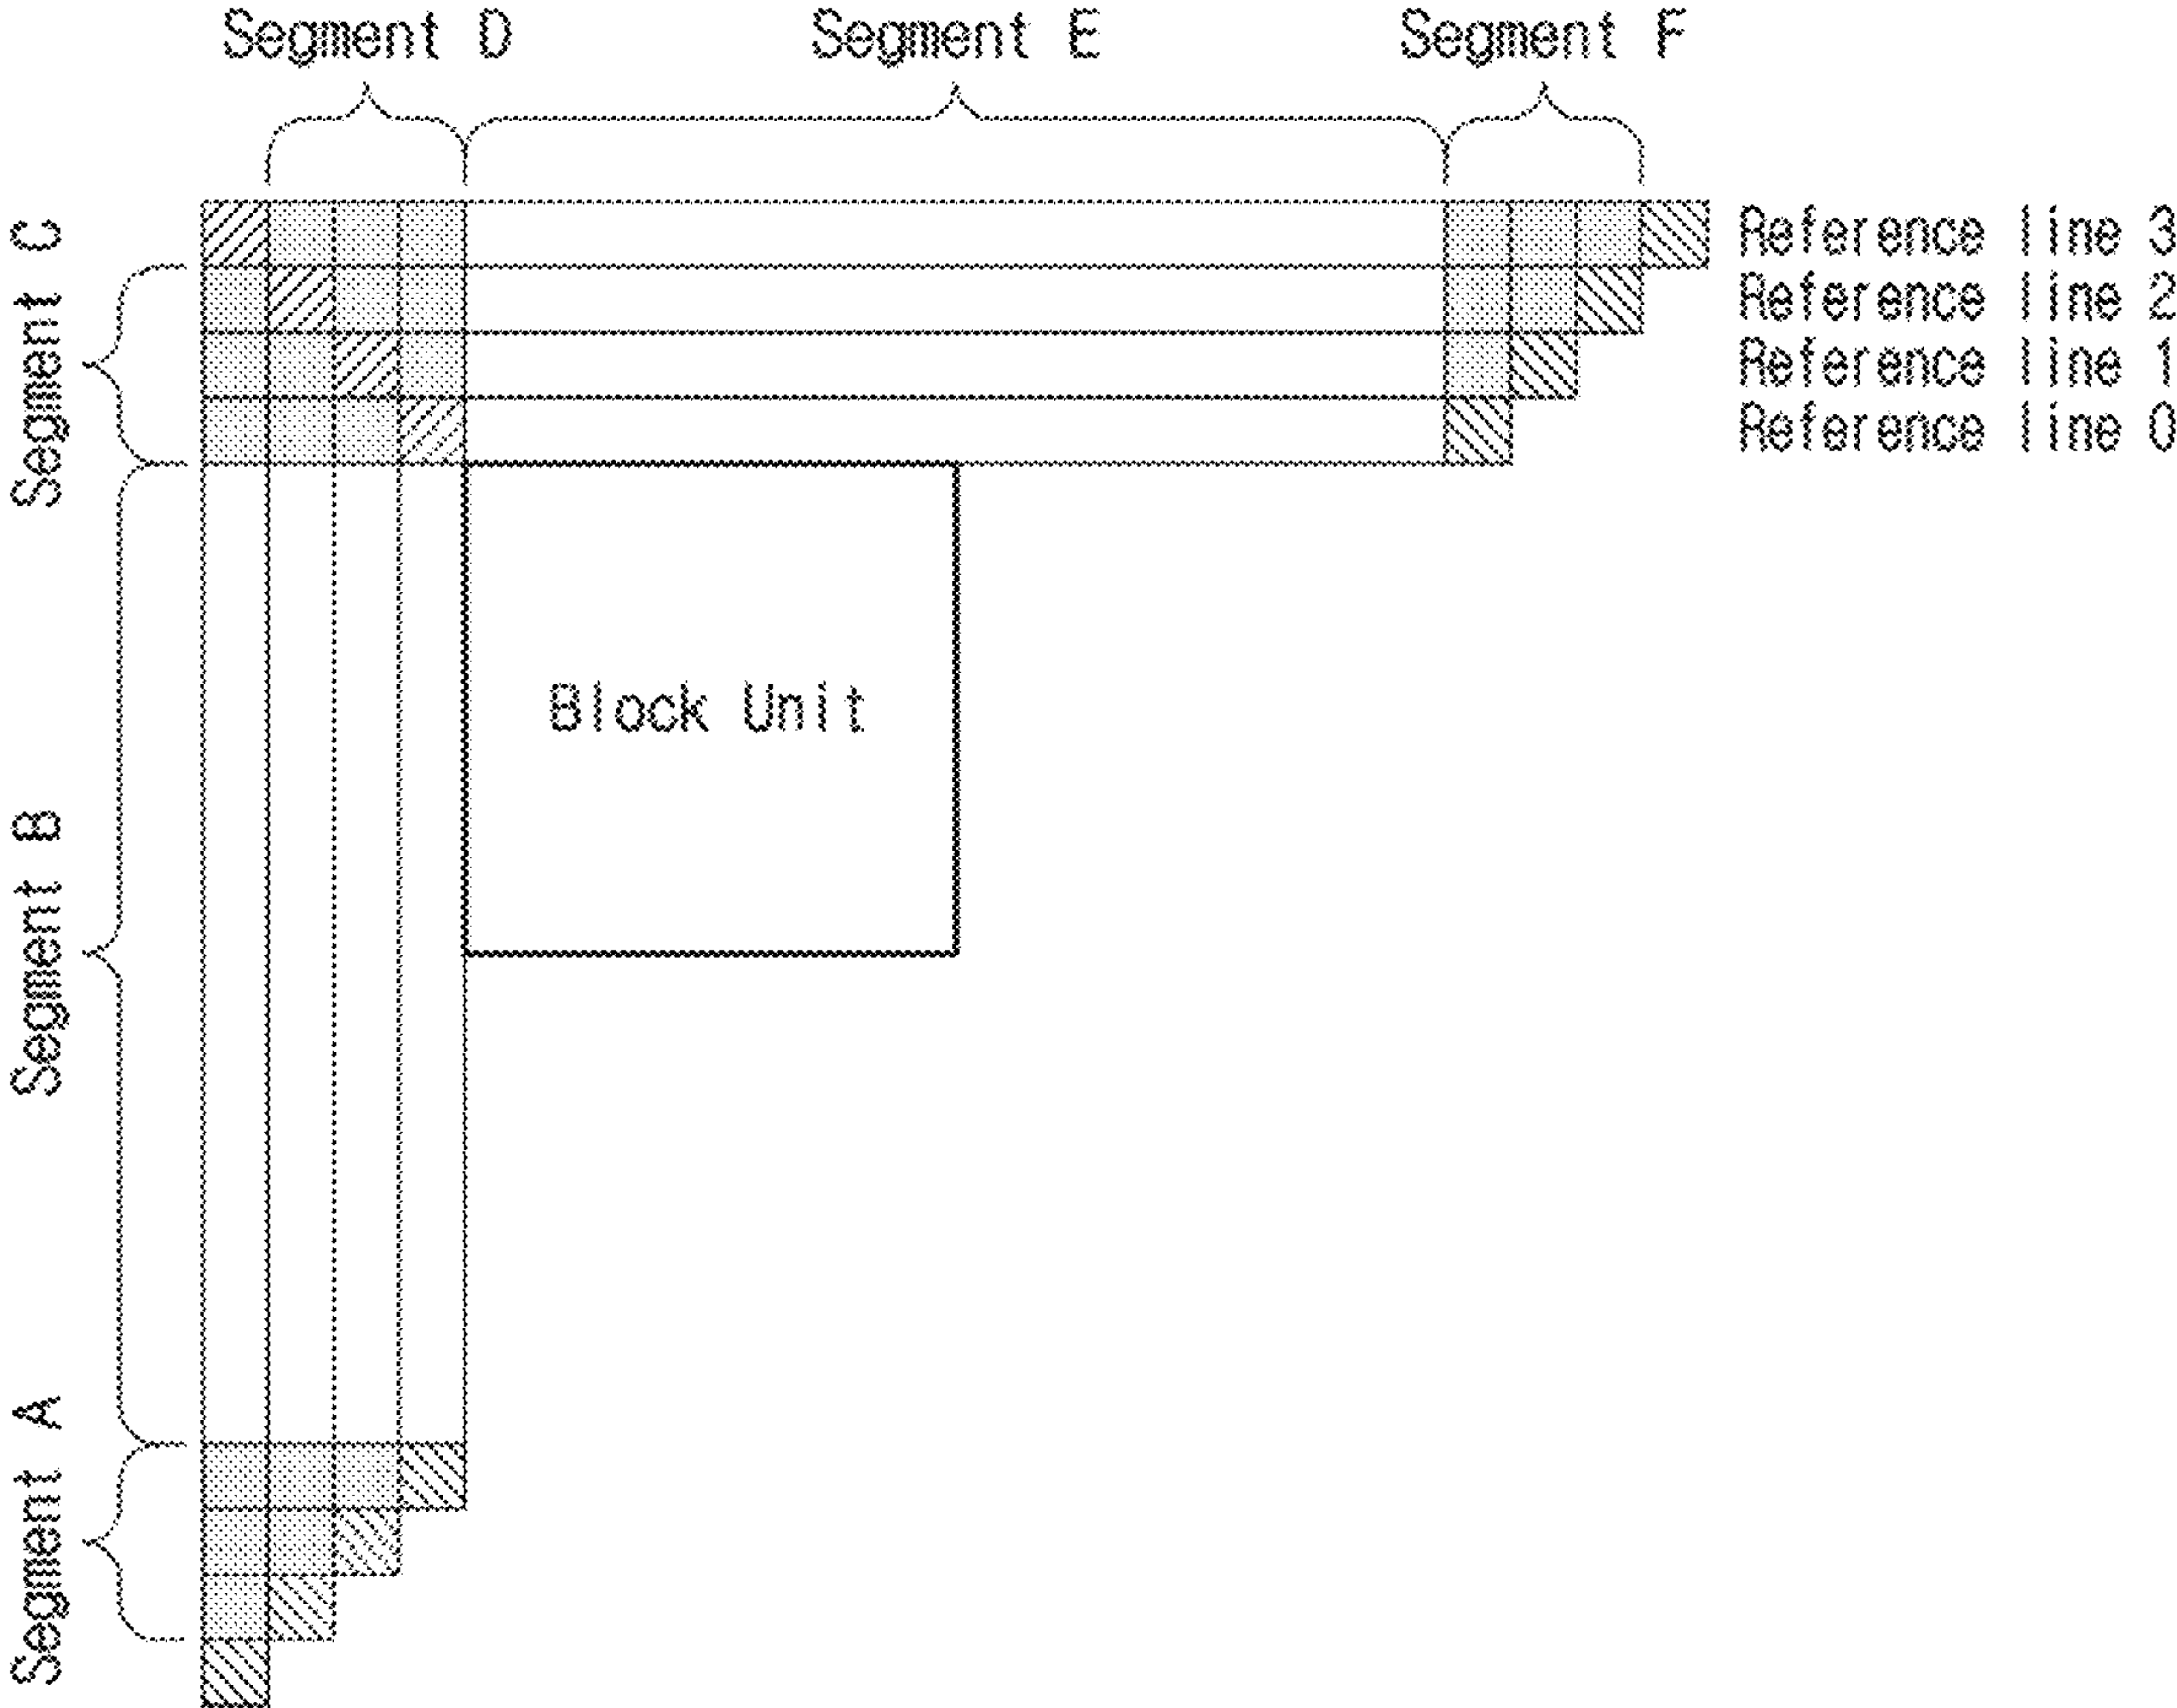 Segment D
Segment E
Segment F
Reference line 3
Reference line 2
Reference line 1
Reference line 0
Segment C
Block Unit
Segment B
Segment A